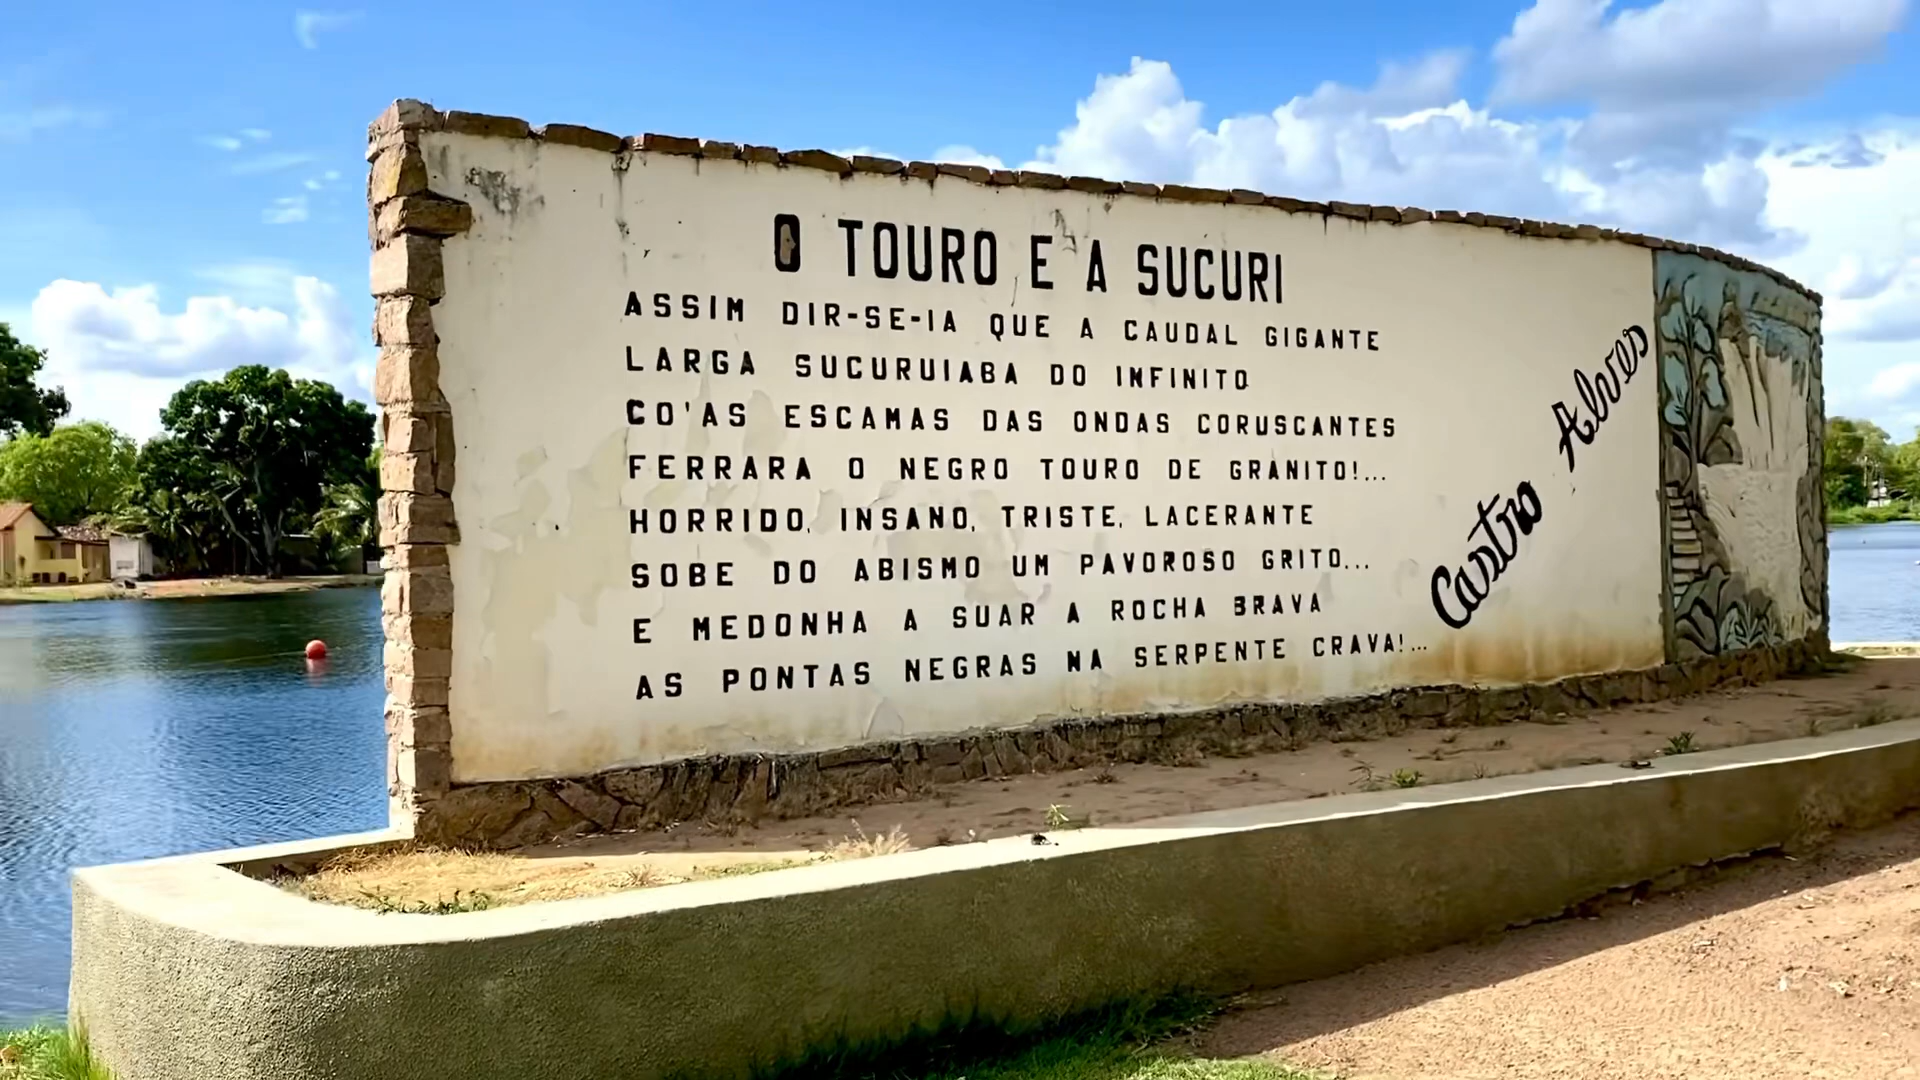 O TOURO E A SUCURI
ASSIM DIR-SE-IA QUE A CAUDAL GIGANTE
LARGA SUCURUIABA DO INFINITO
CO'AS ESCAMAS DAS ONDAS CORUSCANTES
FERRARA O NEGRO TOURO DE GRANITO!...
HORRIDO, INSANO, TRISTE, LACERANTE
SOBE DO ABISMO UM PAVOROSO GRITO...
E MEDONHA A SUAR A ROCHA BRAVA
AS PONTAS NEGRAS NA SERPENTE CRAVA!...
Castro Alves